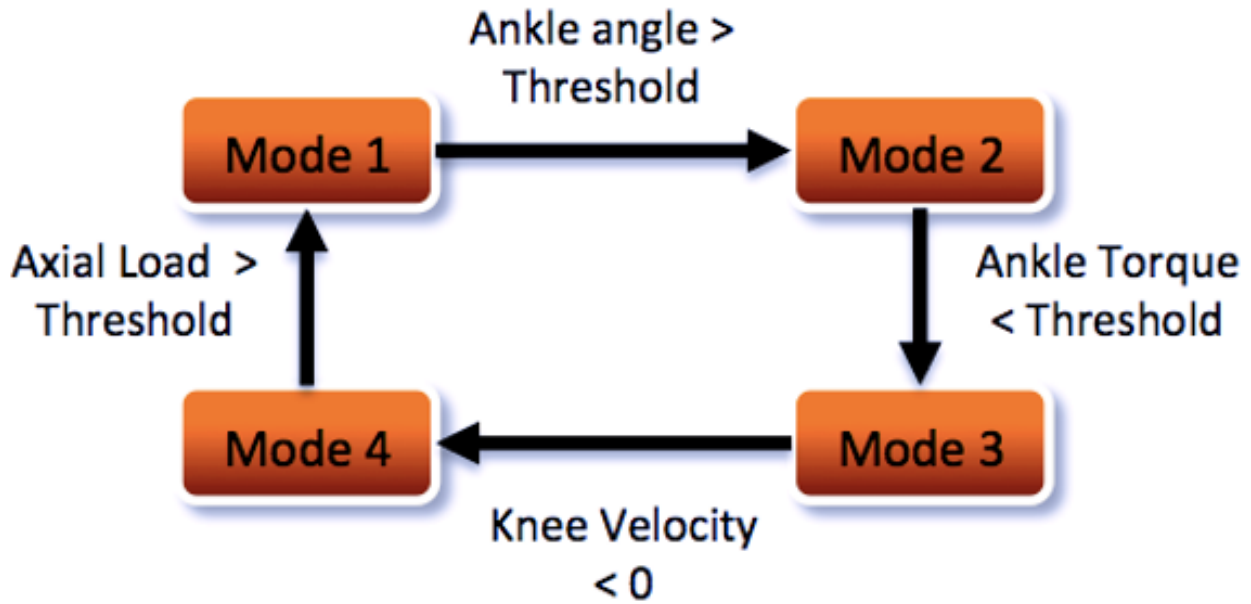 Ankle angle >
Threshold
Mode 1
Mode 2
Axial Load >
Threshold
Ankle Torque
< Threshold
Mode 4
Mode 3
Knee Velocity
< 0